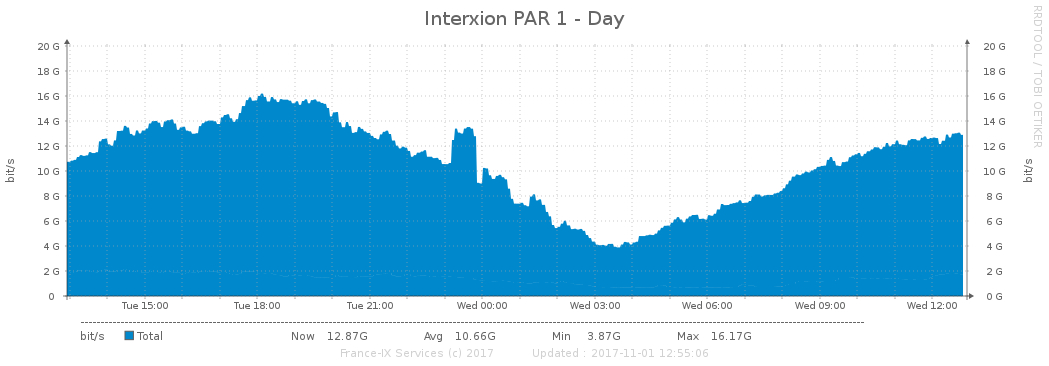 Interxion PAR 1 - Day
RRDTOOL / TOBI OETIKER
20 G 20 G
18 G 18 G
16 G 16 G
14 G 14 G
12 G 12 G
10 G 10 G
8 G 8 G
6 G 6 G
4 G 4 G
2 G 2 G
0 0 G
bit/s bit/s
Tue 15:00 Tue 18:00 Tue 21:00 Wed 00:00 Wed 03:00 Wed 06:00 Wed 09:00 Wed 12:00
bit/s Total Now 12.87G Avg 10.66G Min 3.87G Max 16.17G
France-IX Services (c) 2017 Updated : 2017-11-01 12:55:06